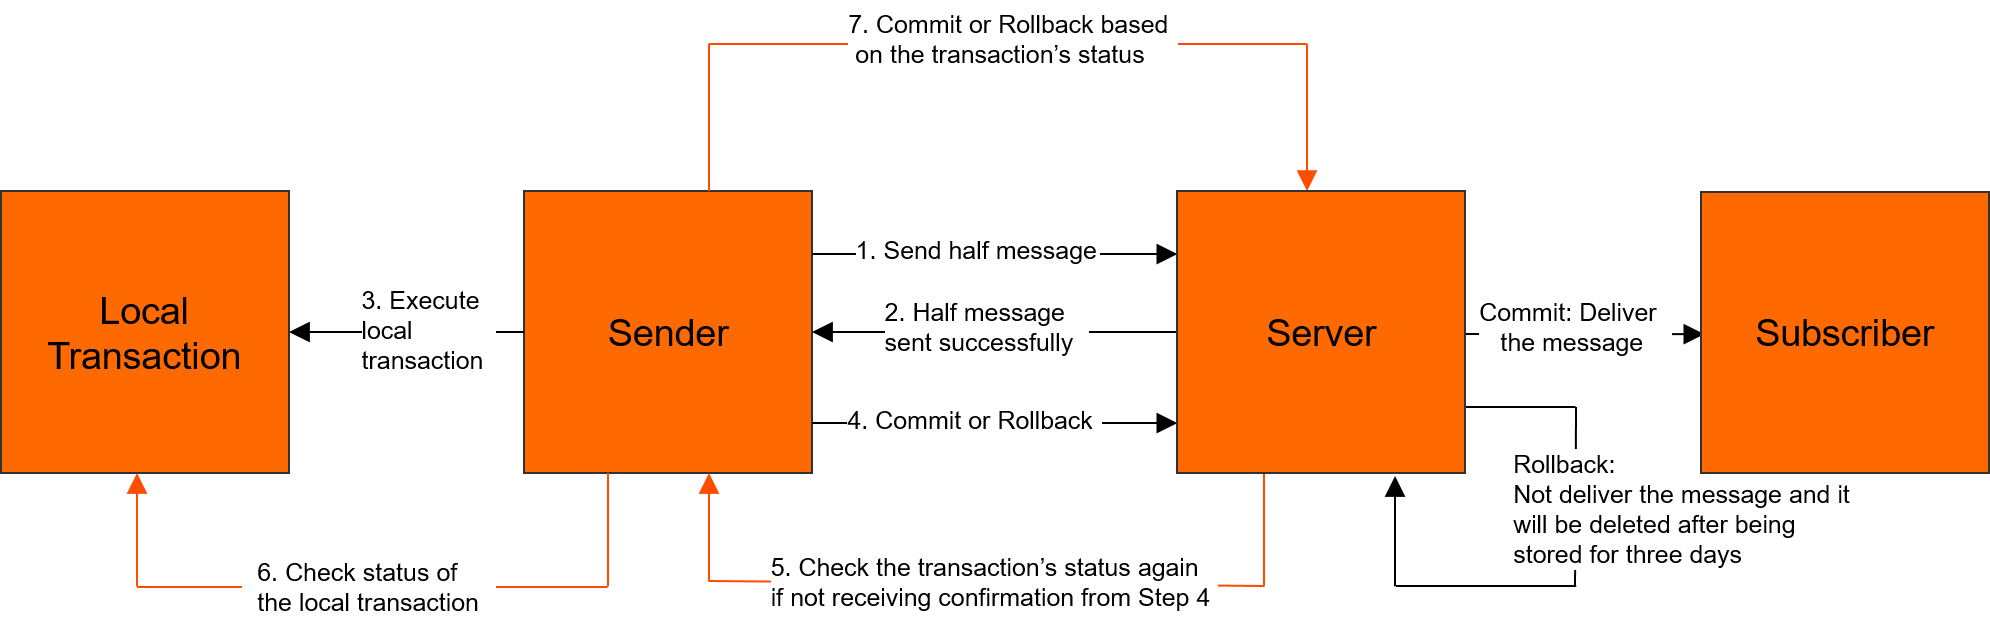 7. Commit or Rollback based
on the transaction’s status
1. Send half message
3. Execute
local
transaction
2. Half message
sent successfully
Commit: Deliver
the message
Local
Transaction
Sender
Server
Subscriber
4. Commit or Rollback
Rollback:
Not deliver the message and it
will be deleted after being
stored for three days
5. Check the transaction’s status again
if not receiving confirmation from Step 4
6. Check status of
the local transaction